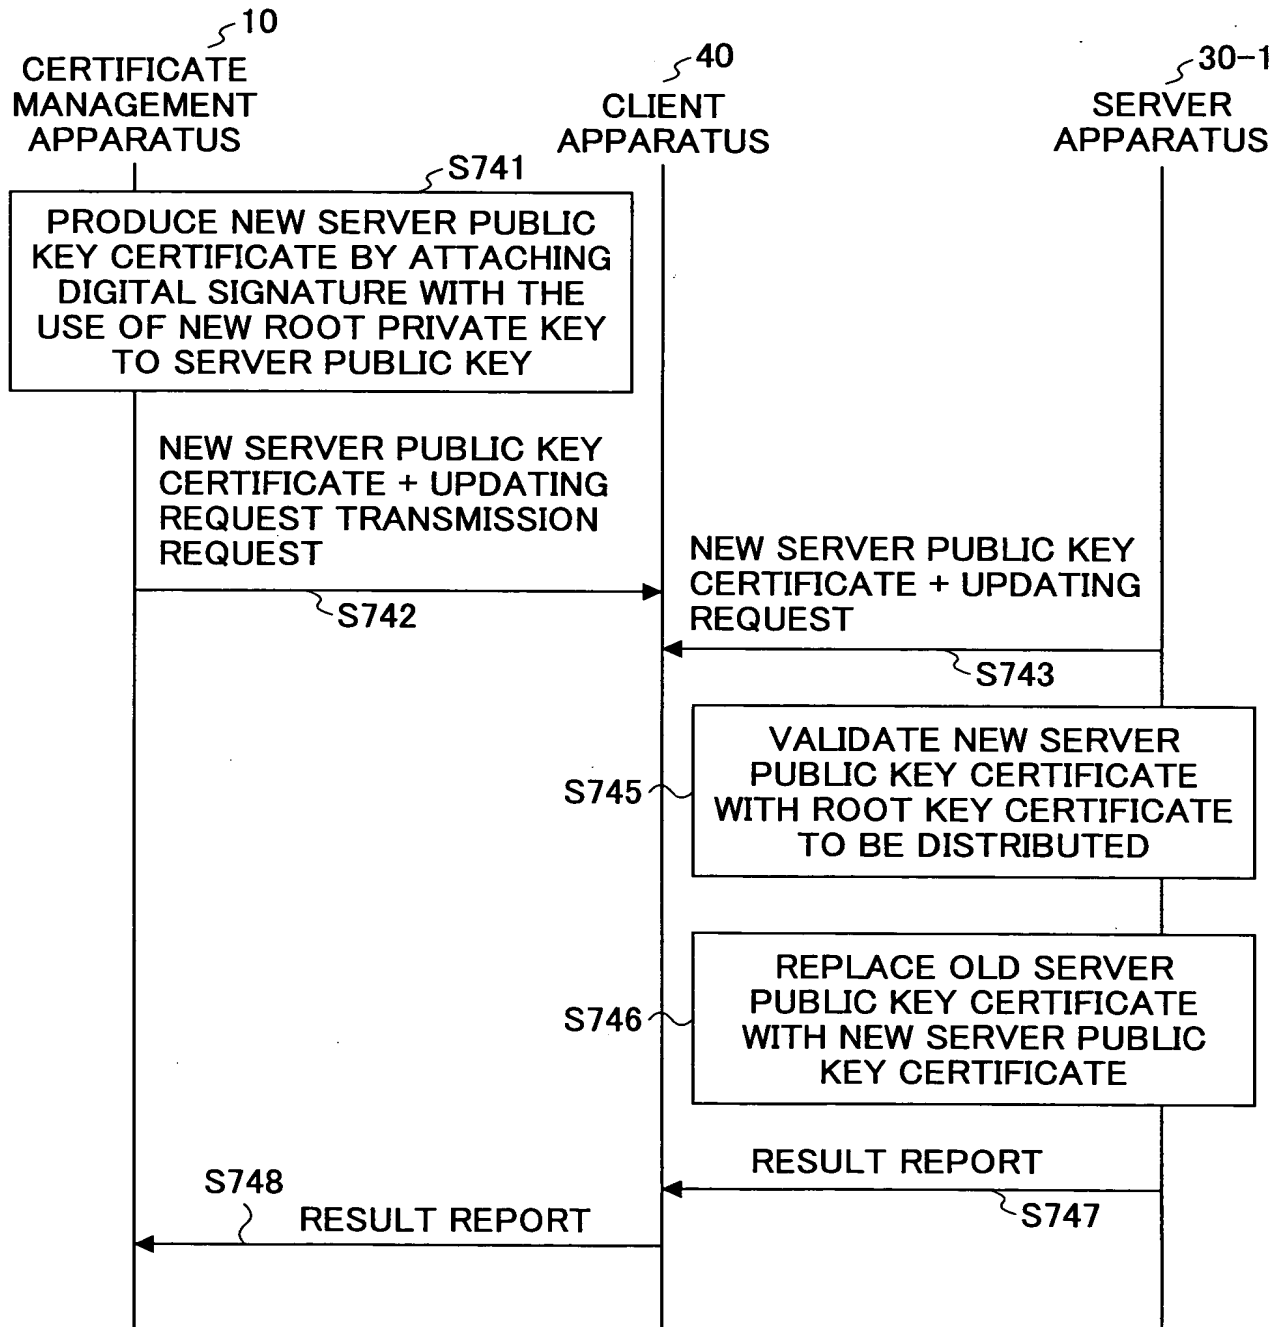 10
CERTIFICATE
MANAGEMENT
APPARATUS
40
CLIENT
APPARATUS
30-1
SERVER
APPARATUS
S741
PRODUCE NEW SERVER PUBLIC
KEY CERTIFICATE BY ATTACHING
DIGITAL SIGNATURE WITH THE
USE OF NEW ROOT PRIVATE KEY
TO SERVER PUBLIC KEY
NEW SERVER PUBLIC KEY
CERTIFICATE + UPDATING
REQUEST TRANSMISSION
REQUEST
S742
NEW SERVER PUBLIC KEY
CERTIFICATE + UPDATING
REQUEST
S743
S745
VALIDATE NEW SERVER
PUBLIC KEY CERTIFICATE
WITH ROOT KEY CERTIFICATE
TO BE DISTRIBUTED
S746
REPLACE OLD SERVER
PUBLIC KEY CERTIFICATE
WITH NEW SERVER PUBLIC
KEY CERTIFICATE
RESULT REPORT
S747
S748
RESULT REPORT